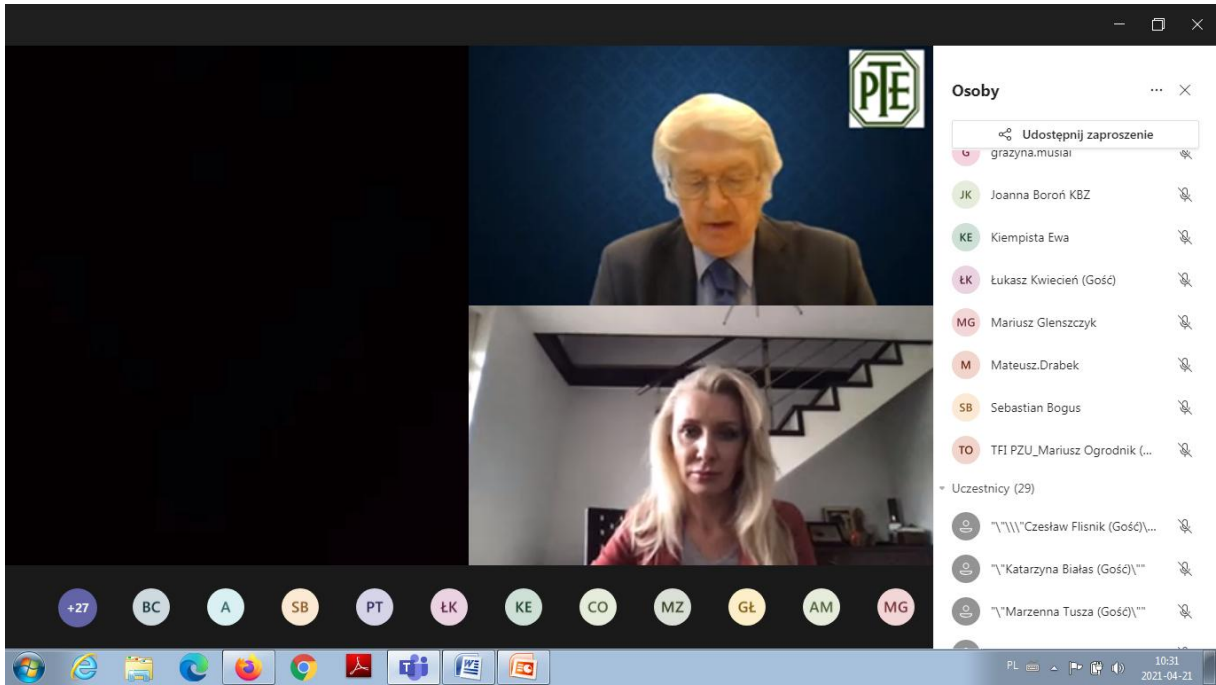 PTE
Osoby
Udostępnij zaproszenie
G grazyna.musial
JK Joanna Boroń KBZ
KE Kiempista Ewa
ŁK Łukasz Kwiecień (Gość)
MG Mariusz Glenszczyk
M Mateusz.Drabek
SB Sebastian Bogus
TO TFI PZU_Mariusz Ogrodnik (...
Uczestnicy (29)
"\"\\\"Czesław Flisnik (Gość)\...
"\"Katarzyna Białas (Gość)\""
"\"Marzenna Tusza (Gość)\""
+27 BC A SB PT ŁK KE CO MZ GŁ AM MG
PL 10:31
2021-04-21